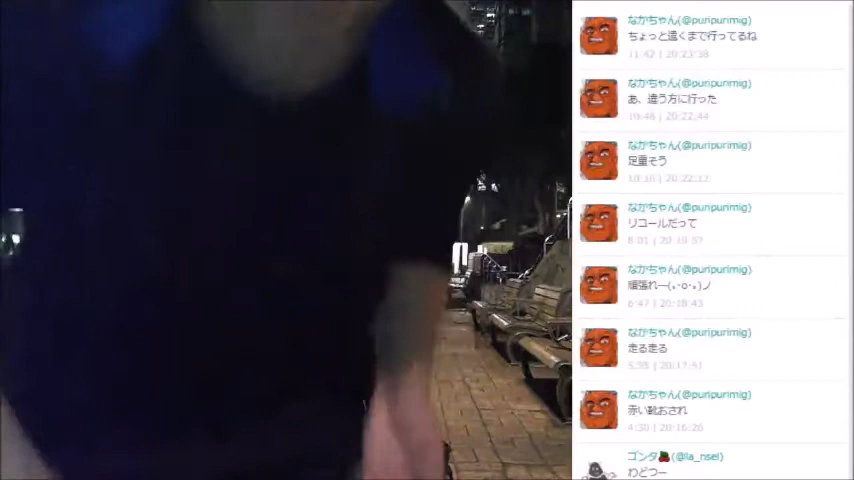 なかちゃん(@puripurimig)
ちょっと遠くまで行ってるね
11:42 | 20:23:38
なかちゃん(@puripurimig)
あ、違う方に行った
10:48 | 20:22:44
なかちゃん(@puripurimig)
足重そう
10:16 | 20:22:12
なかちゃん(@puripurimig)
リコールだって
8:01 | 20:19:57
なかちゃん(@puripurimig)
頑張れー(｡･o･｡)ノ
6:47 | 20:18:43
なかちゃん(@puripurimig)
走る走る
5:55 | 20:17:51
なかちゃん(@puripurimig)
赤い靴おされ
4:30 | 20:16:26
ゴンタ🍒(@la_nsei)
わどつー